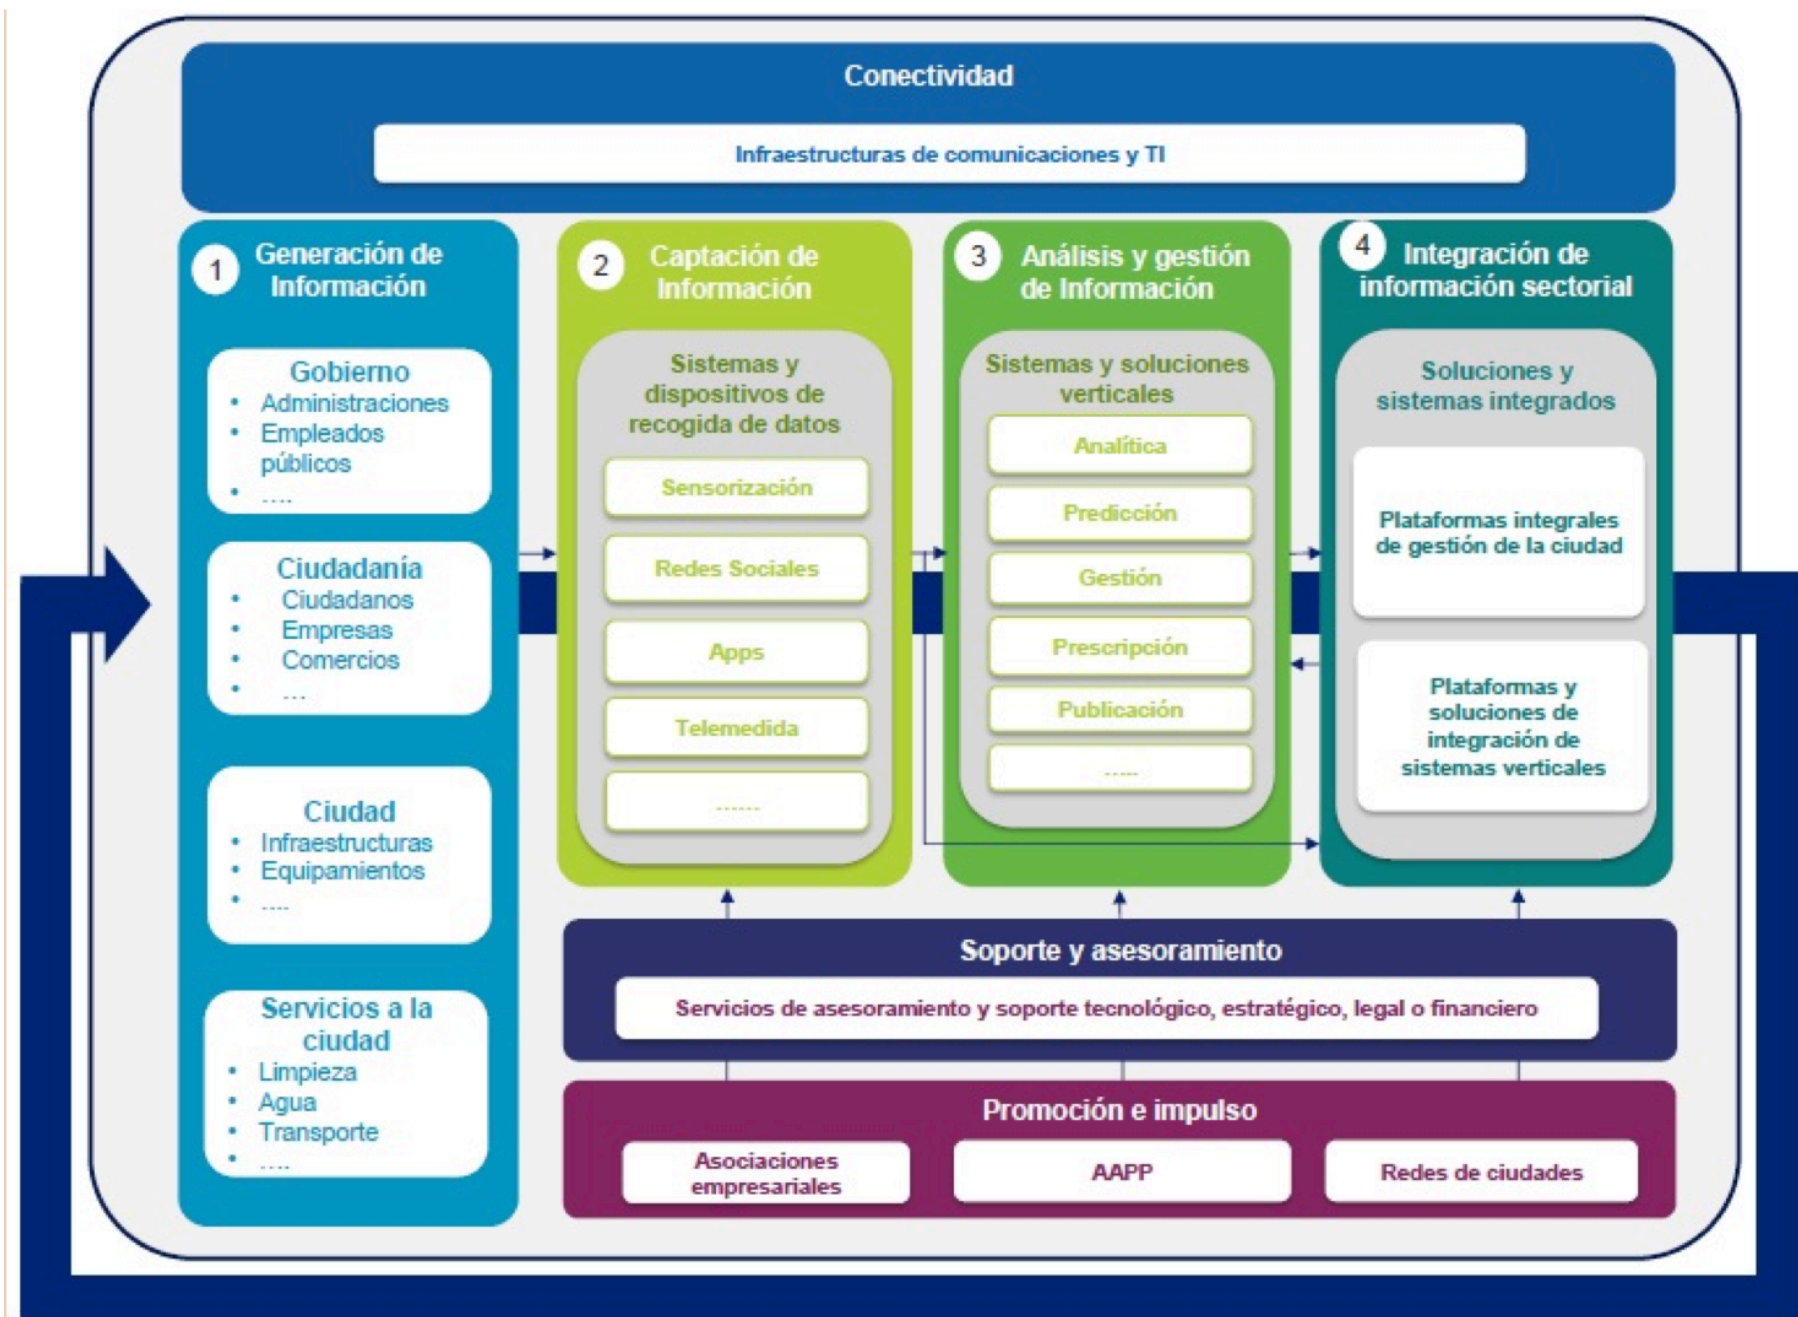 Conectividad
Infraestructuras de comunicaciones y TI
1
Generación de
Información
Gobierno
• Administraciones
• Empleados
públicos
• ....
Ciudadanía
• Ciudadanos
• Empresas
• Comercios
• ...
Ciudad
• Infraestructuras
• Equipamientos
• ....
Servicios a la
ciudad
• Limpieza
• Agua
• Transporte
• ....
2
Captación de
Información
Sistemas y
dispositivos de
recogida de datos
Sensorización
Redes Sociales
Apps
Telemedida
......
3
Análisis y gestión
de Información
Sistemas y soluciones
verticales
Analítica
Predicción
Gestión
Prescripción
Publicación
.....
4
Integración de
información sectorial
Soluciones y
sistemas integrados
Plataformas integrales
de gestión de la ciudad
Plataformas y
soluciones de
integración de
sistemas verticales
Soporte y asesoramiento
Servicios de asesoramiento y soporte tecnológico, estratégico, legal o financiero
Promoción e impulso
Asociaciones
empresariales
AAPP
Redes de ciudades